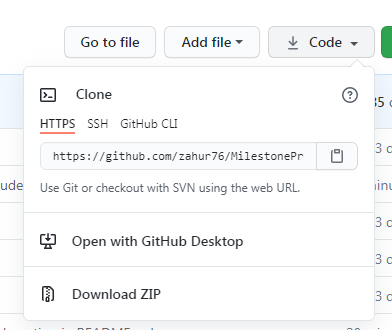 Go to file Add file Code
Clone
HTTPS SSH GitHub CLI
https://github.com/zahur76/MilestonePr
Use Git or checkout with SVN using the web URL.
Open with GitHub Desktop
Download ZIP